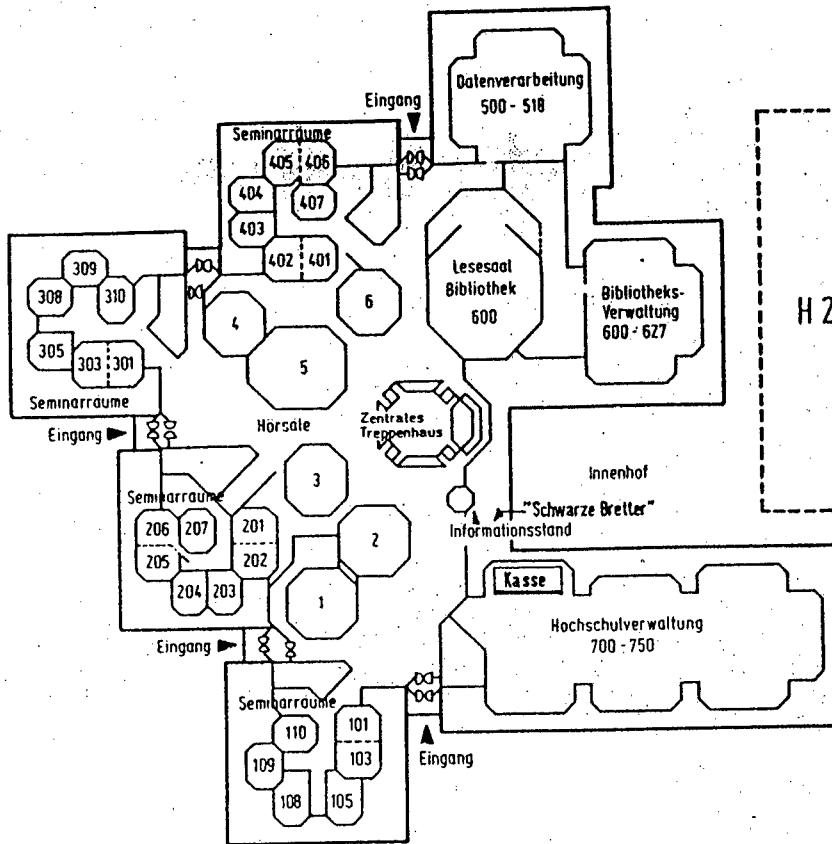 Datenverarbeitung
500 - 518
Eingang
Seminarräume
405
406
404
407
403
402
401
309
308
310
305
303
301
Seminarräume
4
5
6
Lesesaal
Bibliothek
600
Bibliotheks-
Verwaltung
600 - 627
H 2
Eingang
Hörsäle
Zentrales
Treppenhaus
3
Innenhof
"Schwarze Bretter"
Informationsstand
Seminarräume
206
207
201
205
202
204
203
2
1
Kasse
Hochschulverwaltung
700 - 750
Eingang
Seminarräume
110
101
109
103
108
105
Eingang